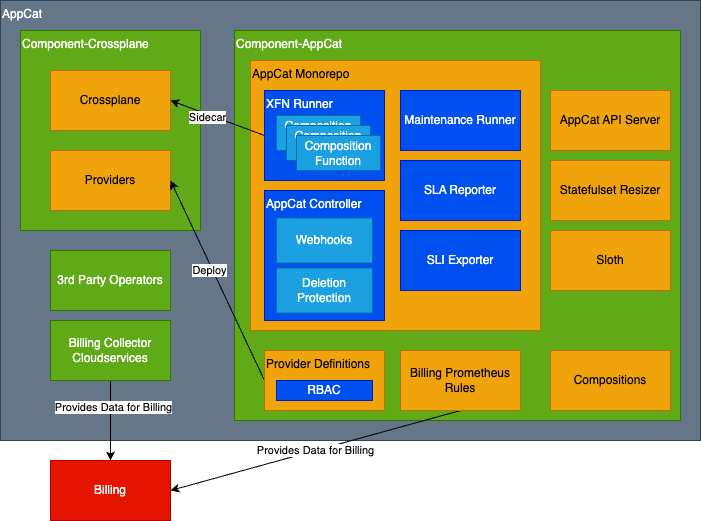 AppCat
Component-Crossplane
Crossplane
Providers
Component-AppCat
AppCat Monorepo
XFN Runner
Composition
Composition
Composition
Function
AppCat Controller
Webhooks
Deletion
Protection
Maintenance Runner
SLA Reporter
SLI Exporter
AppCat API Server
Statefulset Resizer
Sloth
Sidecar
Deploy
3rd Party Operators
Billing Collector
Cloudservices
Provider Definitions
RBAC
Billing Prometheus
Rules
Compositions
Provides Data for Billing
Provides Data for Billing
Billing